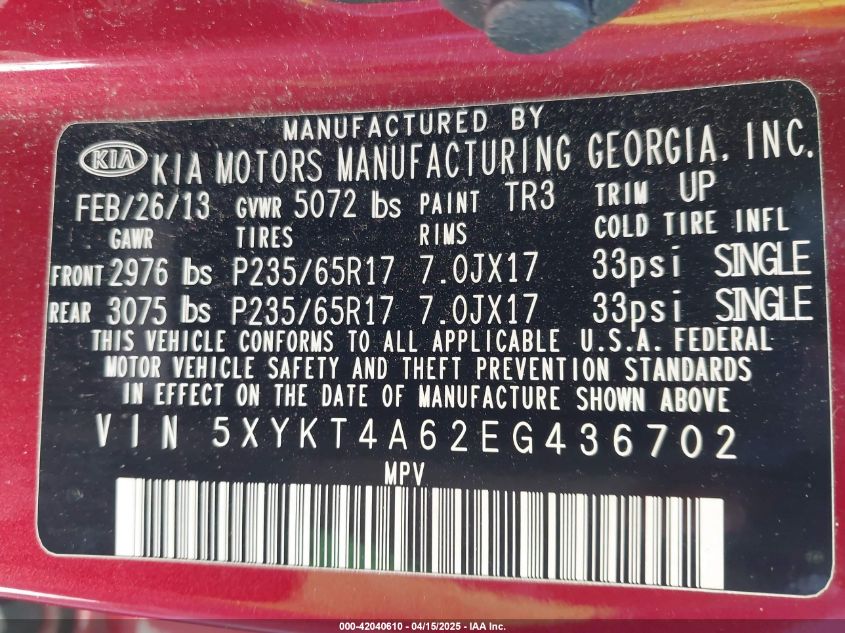 MANUFACTURED BY
KIA KIA MOTORS MANUFACTURING GEORGIA, INC.
FEB/26/13 GVWR 5072 lbs PAINT TR3 TRIM UP
GAWR TIRES RIMS COLD TIRE INFL
FRONT 2976 lbs P235/65R17 7.0JX17 33psi SINGLE
REAR 3075 lbs P235/65R17 7.0JX17 33psi SINGLE
THIS VEHICLE CONFORMS TO ALL APPLICABLE U.S.A. FEDERAL
MOTOR VEHICLE SAFETY AND THEFT PREVENTION STANDARDS
IN EFFECT ON THE DATE OF MANUFACTURE SHOWN ABOVE
VIN 5XYKT4A62EG436702
MPV
000-42040610 - 04/15/2025 - IAA Inc.